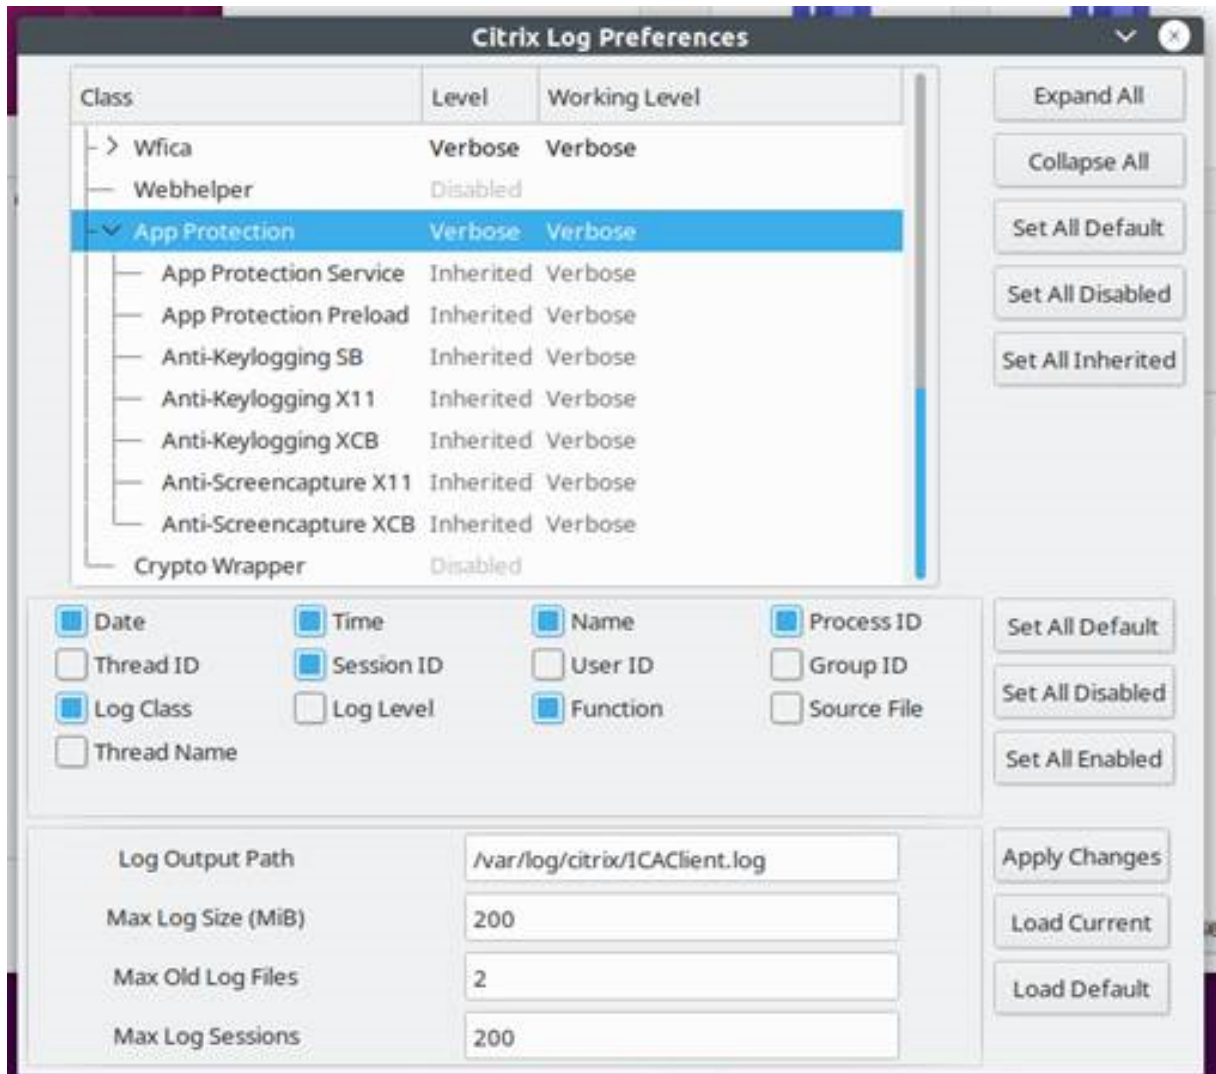 Citrix Log Preferences
Class Level Working Level
Wfica Verbose Verbose
Webhelper Disabled
App Protection Verbose Verbose
App Protection Service Inherited Verbose
App Protection Preload Inherited Verbose
Anti-Keylogging SB Inherited Verbose
Anti-Keylogging X11 Inherited Verbose
Anti-Keylogging XCB Inherited Verbose
Anti-Screencapture X11 Inherited Verbose
Anti-Screencapture XCB Inherited Verbose
Crypto Wrapper Disabled
Expand All
Collapse All
Set All Default
Set All Disabled
Set All Inherited
Date Time Name Process ID
Thread ID Session ID User ID Group ID
Log Class Log Level Function Source File
Thread Name
Set All Default
Set All Disabled
Set All Enabled
Log Output Path /var/log/citrix/ICAClient.log
Max Log Size (MiB) 200
Max Old Log Files 2
Max Log Sessions 200
Apply Changes
Load Current
Load Default